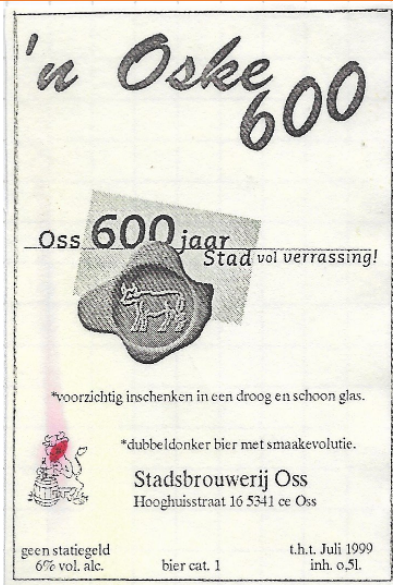 'n Oske
600
Oss 600 jaar
Stad vol verrassing!
*voorzichtig inschenken in een droog en schoon glas.
*dubbeldonker bier met smaakevolutie.
Stadsbrouwerij Oss
Hooghuisstraat 16 5341 ce Oss
geen statiegeld
6% vol. alc.
bier cat. 1
t.h.t. Juli 1999
inh. 0,5l.